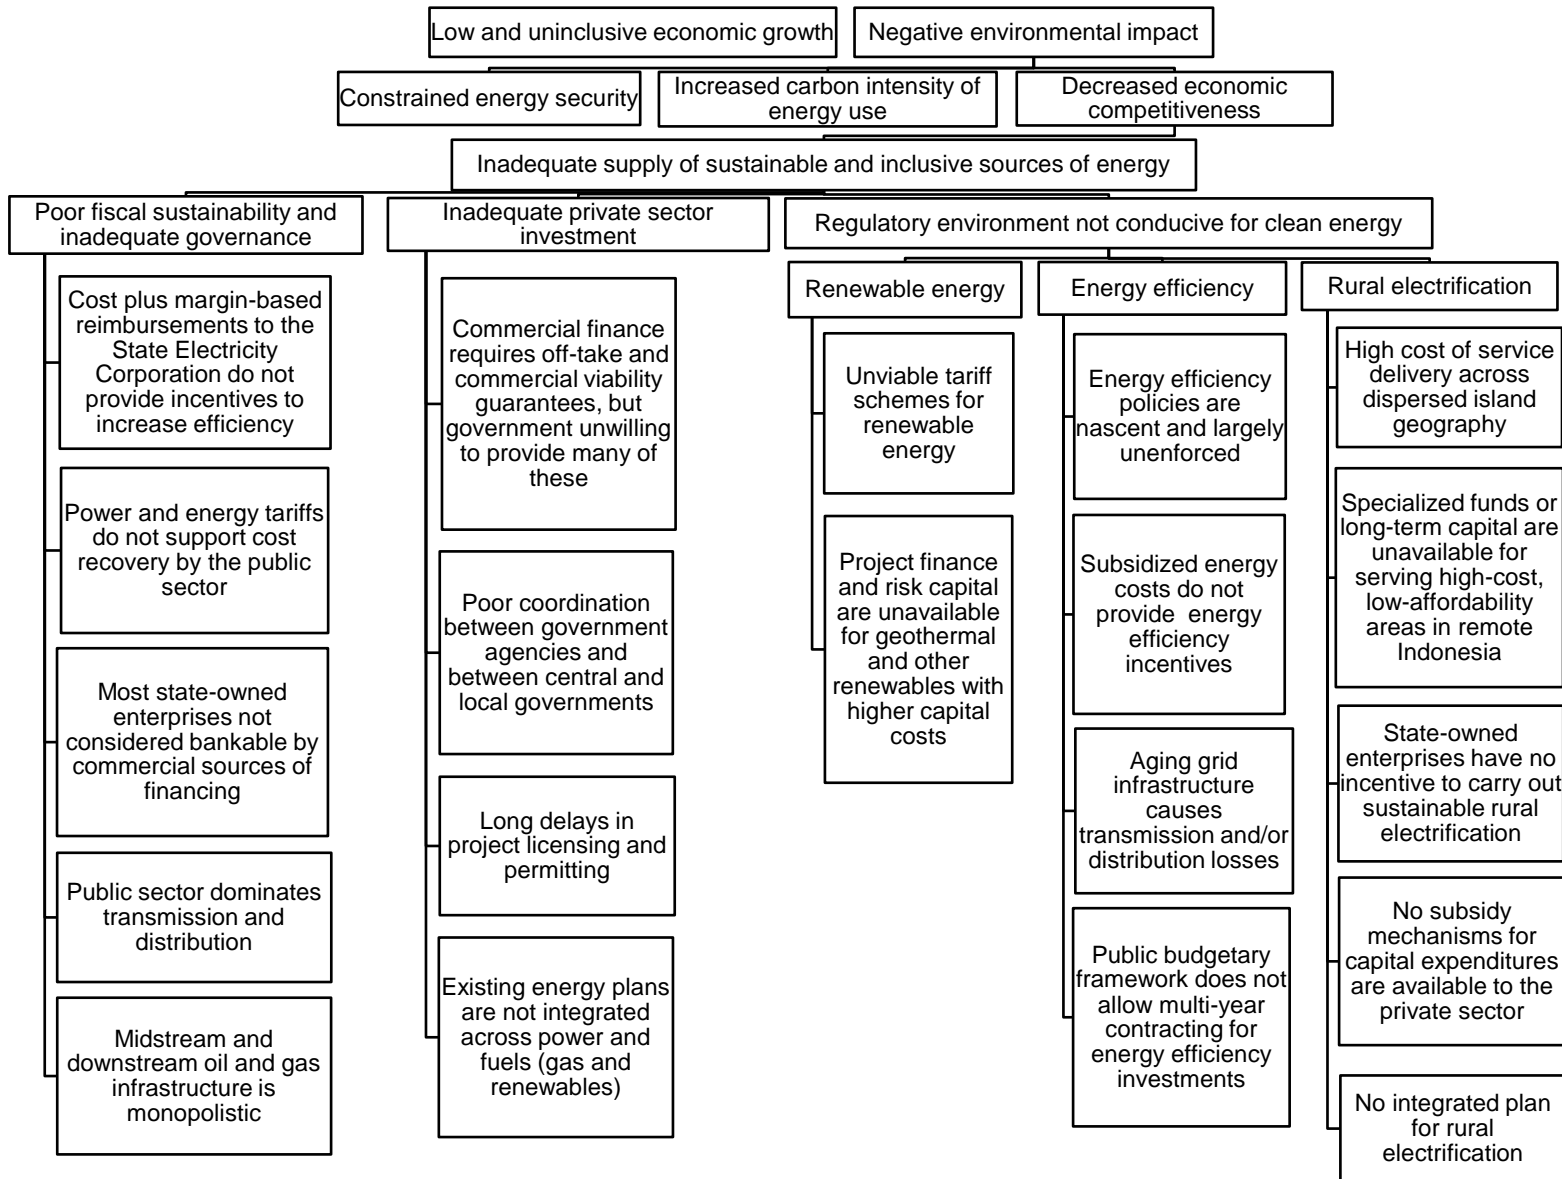 Low and uninclusive economic growth
Negative environmental impact
Constrained energy security
Increased carbon intensity of
energy use
Decreased economic
competitiveness
Inadequate supply of sustainable and inclusive sources of energy
Poor fiscal sustainability and
inadequate governance
Inadequate private sector
investment
Regulatory environment not conducive for clean energy
Cost plus margin-based
reimbursements to the
State Electricity
Corporation do not
provide incentives to
increase efficiency
Power and energy tariffs
do not support cost
recovery by the public
sector
Most state-owned
enterprises not
considered bankable by
commercial sources of
financing
Public sector dominates
transmission and
distribution
Midstream and
downstream oil and gas
infrastructure is
monopolistic
Commercial finance
requires off-take and
commercial viability
guarantees, but
government unwilling
to provide many of
these
Poor coordination
between government
agencies and
between central and
local governments
Long delays in
project licensing and
permitting
Existing energy plans
are not integrated
across power and
fuels (gas and
renewables)
Renewable energy
Unviable tariff
schemes for
renewable
energy
Project finance
and risk capital
are unavailable
for geothermal
and other
renewables with
higher capital
costs
Energy efficiency
Energy efficiency
policies are
nascent and largely
unenforced
Subsidized energy
costs do not
provide energy
efficiency
incentives
Aging grid
infrastructure
causes
transmission and/or
distribution losses
Public budgetary
framework does not
allow multi-year
contracting for
energy efficiency
investments
Rural electrification
High cost of service
delivery across
dispersed island
geography
Specialized funds or
long-term capital are
unavailable for
serving high-cost,
low-affordability
areas in remote
Indonesia
State-owned
enterprises have no
incentive to carry out
sustainable rural
electrification
No subsidy
mechanisms for
capital expenditures
are available to the
private sector
No integrated plan
for rural
electrification